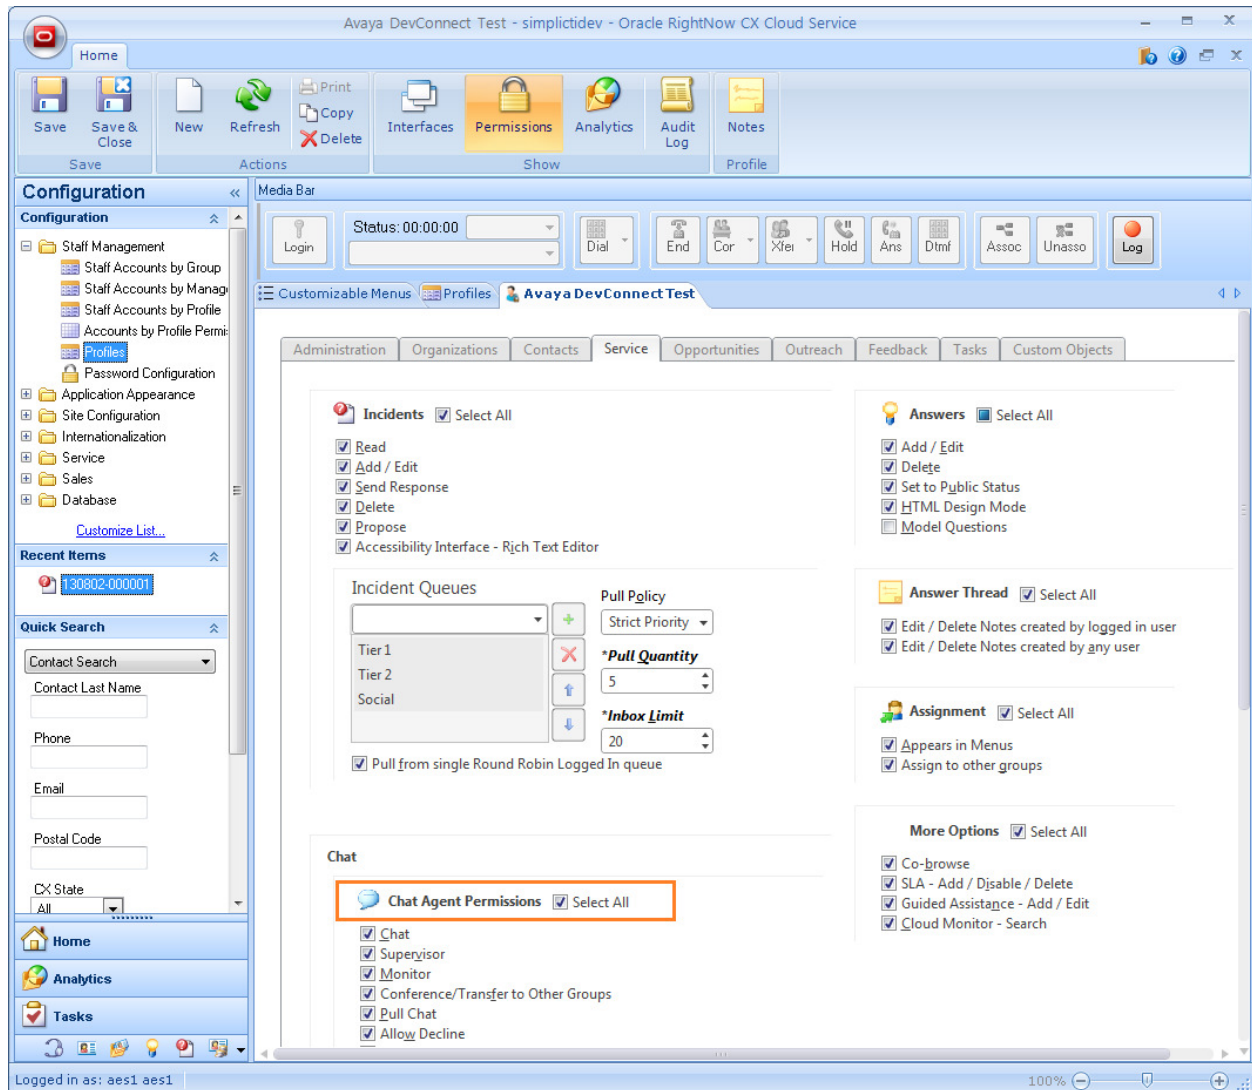 Avaya DevConnect Test - simplictidev - Oracle RightNow CX Cloud Service
Home
Save
Save & Close
New
Refresh
Print
Copy
Delete
Interfaces
Permissions
Analytics
Audit Log
Notes
Save
Actions
Show
Profile
Configuration
Configuration
Staff Management
Staff Accounts by Group
Staff Accounts by Manag
Staff Accounts by Profile
Accounts by Profile Permi
Profiles
Password Configuration
Application Appearance
Site Configuration
Internationalization
Service
Sales
Database
Customize List...
Recent Items
130802-000001
Quick Search
Contact Search
Contact Last Name
Phone
Email
Postal Code
CX State
All
Home
Analytics
Tasks
Media Bar
Login
Status: 00:00:00
Dial
End
Cor
Xfer
Hold
Ans
Dtmf
Assoc
Unasso
Log
Customizable Menus
Profiles
Avaya DevConnect Test
Administration
Organizations
Contacts
Service
Opportunities
Outreach
Feedback
Tasks
Custom Objects
Incidents Select All
Read
Add / Edit
Send Response
Delete
Propose
Accessibility Interface - Rich Text Editor
Incident Queues
Tier 1
Tier 2
Social
Pull Policy
Strict Priority
*Pull Quantity
5
*Inbox Limit
20
Pull from single Round Robin Logged In queue
Chat
Chat Agent Permissions Select All
Chat
Supervisor
Monitor
Conference/Transfer to Other Groups
Pull Chat
Allow Decline
Answers Select All
Add / Edit
Delete
Set to Public Status
HTML Design Mode
Model Questions
Answer Thread Select All
Edit / Delete Notes created by logged in user
Edit / Delete Notes created by any user
Assignment Select All
Appears in Menus
Assign to other groups
More Options Select All
Co-browse
SLA - Add / Disable / Delete
Guided Assistance - Add / Edit
Cloud Monitor - Search
Logged in as: aes1 aes1
100%